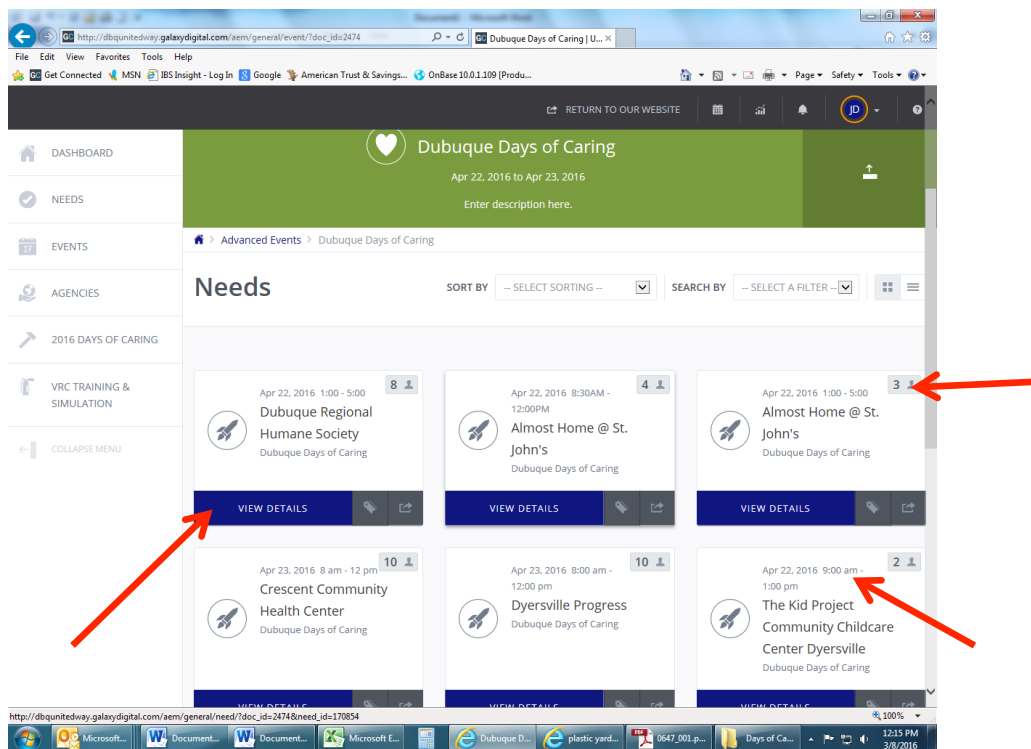 Document2 - Microsoft Word
http://dbqunitedway.galaxydigital.com/aem/general/event/?doc_id=2474
Dubuque Days of Caring | U...
File Edit View Favorites Tools Help
Get Connected MSN IBS Insight - Log In Google American Trust & Savings... OnBase 10.0.1.109 [Produ... Page Safety Tools
RETURN TO OUR WEBSITE JD
DASHBOARD
NEEDS
17 EVENTS
AGENCIES
2016 DAYS OF CARING
VRC TRAINING &
SIMULATION
COLLAPSE MENU
Dubuque Days of Caring
Apr 22, 2016 to Apr 23, 2016
Enter description here.
> Advanced Events > Dubuque Days of Caring
Needs SORT BY -- SELECT SORTING -- SEARCH BY -- SELECT A FILTER --
8
Apr 22, 2016 1:00 - 5:00
Dubuque Regional
Humane Society
Dubuque Days of Caring
VIEW DETAILS
4
Apr 22, 2016 8:30AM -
12:00PM
Almost Home @ St.
John's
Dubuque Days of Caring
VIEW DETAILS
3
Apr 22, 2016 1:00 - 5:00
Almost Home @ St.
John's
Dubuque Days of Caring
VIEW DETAILS
10
Apr 23, 2016 8 am - 12 pm
Crescent Community
Health Center
Dubuque Days of Caring
VIEW DETAILS
10
Apr 23, 2016 8:00 am -
12:00 pm
Dyersville Progress
Dubuque Days of Caring
VIEW DETAILS
2
Apr 22, 2016 9:00 am -
1:00 pm
The Kid Project
Community Childcare
Center Dyersville
Dubuque Days of Caring
VIEW DETAILS
http://dbqunitedway.galaxydigital.com/aem/general/need/?doc_id=2474&need_id=170854 100%
Microsoft... Document... Document... Microsoft E... Dubuque D... plastic yard... 0647_001.p... Days of Ca... 12:15 PM
3/8/2016